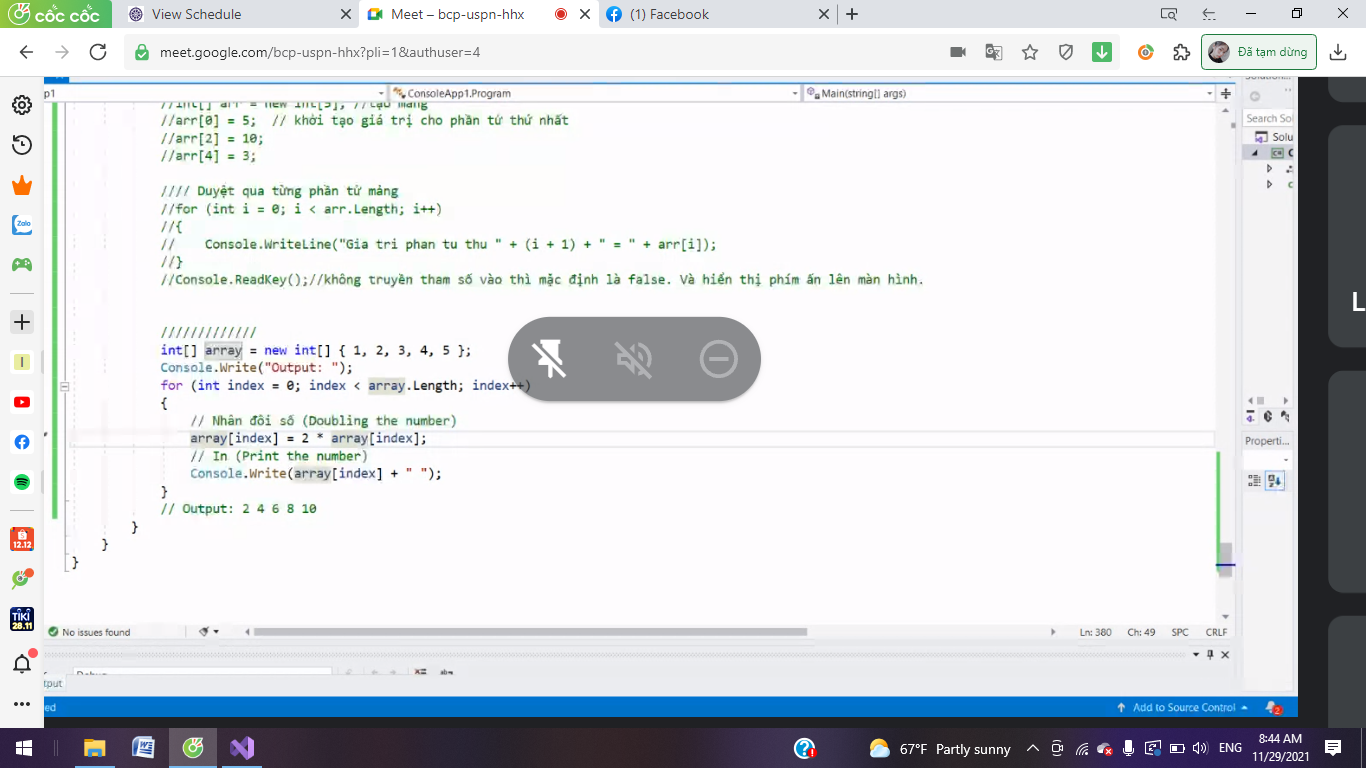 cốc cốc
View Schedule
Meet – bcp-uspn-hhx
(1) Facebook
meet.google.com/bcp-uspn-hhx?pli=1&authuser=4
Đã tạm dừng
p1
ConsoleApp1.Program
Main(string[] args)
//int[] arr = new int[5]; //tạo mảng
//arr[0] = 5;  // khởi tạo giá trị cho phần tử thứ nhất
//arr[2] = 10;
//arr[4] = 3;
//// Duyệt qua từng phần tử mảng
//for (int i = 0; i < arr.Length; i++)
//{
//    Console.WriteLine("Gia tri phan tu thu " + (i + 1) + " = " + arr[i]);
//}
//Console.ReadKey();//không truyền tham số vào thì mặc định là false. Và hiển thị phím ấn lên màn hình.
/////////////
int[] array = new int[] { 1, 2, 3, 4, 5 };
Console.Write("Output: ");
for (int index = 0; index < array.Length; index++)
{
// Nhân đôi số (Doubling the number)
array[index] = 2 * array[index];
// In (Print the number)
Console.Write(array[index] + " ");
}
// Output: 2 4 6 8 10
}
}
}
Search Sol
Solu
C
L
Properti...
No issues found
Ln: 380
Ch: 49
SPC
CRLF
tput
ed
Add to Source Control
2
Zalo
I
12.12
TIKI
28.11
67°F Partly sunny
ENG
8:44 AM
11/29/2021